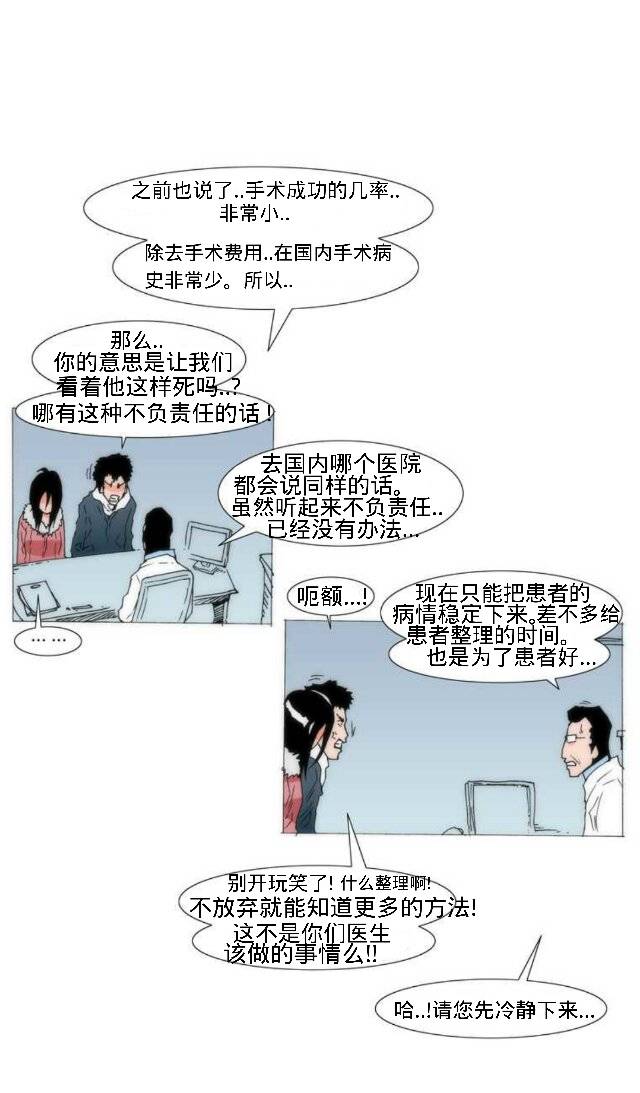 之前也说了..手术成功的几率..
非常小..
除去手术费用..在国内手术病
史非常少。所以..
那么..
你的意思是让我们
看着他这样死吗..?
哪有这种不负责任的话!
去国内哪个医院
都会说同样的话。
虽然听起来不负责任..
已经没有办法...
... ...
呃额...!
现在只能把患者的
病情稳定下来。差不多给
患者整理的时间。
也是为了患者好...
别开玩笑了! 什么整理啊!
不放弃就能知道更多的方法!
这不是你们医生
该做的事情么!!
哈..!请您先冷静下来...